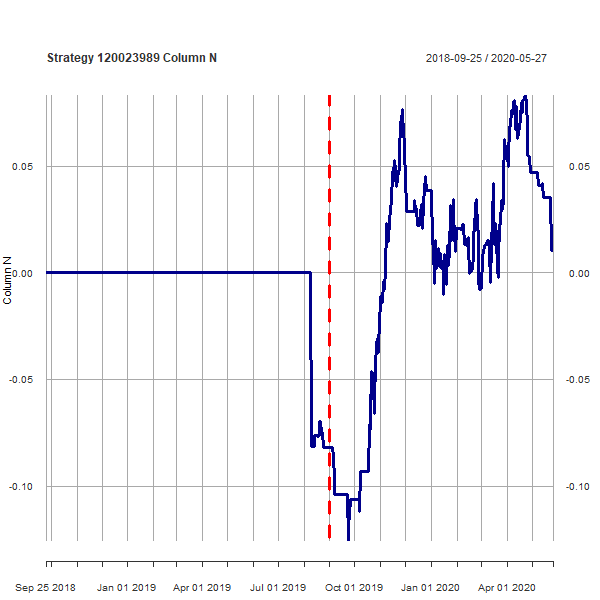 Strategy 120023989 Column N
2018-09-25 / 2020-05-27
Column N
0.05
0.00
-0.05
-0.10
0.05
0.00
-0.05
-0.10
Sep 25 2018
Jan 01 2019
Apr 01 2019
Jul 01 2019
Oct 01 2019
Jan 01 2020
Apr 01 2020